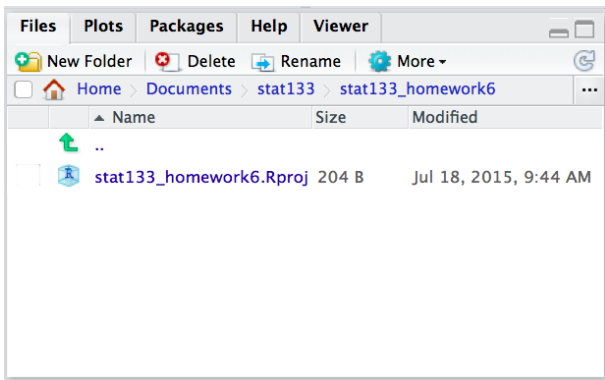 Files Plots Packages Help Viewer
New Folder Delete Rename More
Home Documents stat133 stat133_homework6 ...
Name Size Modified
..
stat133_homework6.Rproj 204 B Jul 18, 2015, 9:44 AM